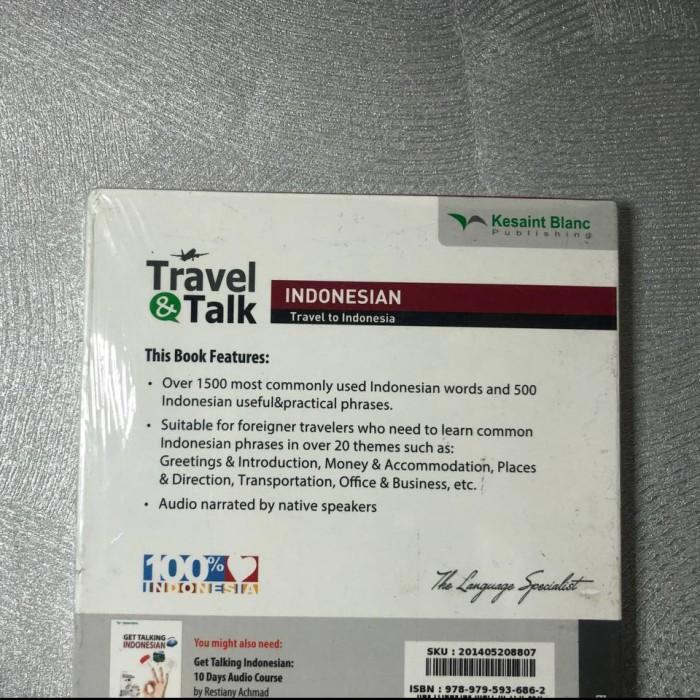 Kesaint Blanc
Publishing
Travel
& Talk
INDONESIAN
Travel to Indonesia
This Book Features:
• Over 1500 most commonly used Indonesian words and 500
Indonesian useful&practical phrases.
• Suitable for foreigner travelers who need to learn common
Indonesian phrases in over 20 themes such as:
Greetings & Introduction, Money & Accommodation, Places
& Direction, Transportation, Office & Business, etc.
• Audio narrated by native speakers
100%
INDONESIA
The Language Specialist
GET TALKING
INDONESIAN
You might also need:
Get Talking Indonesian:
10 Days Audio Course
by Restiany Achmad
SKU : 201405208807
ISBN : 978-979-593-686-2